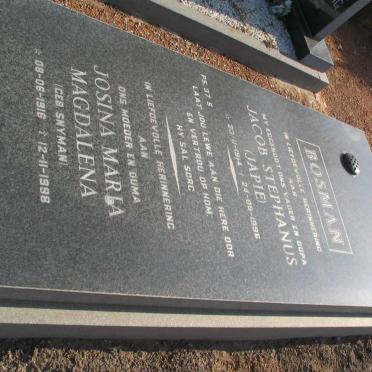 BOSMAN
IN LIEFDEVOLLE HERINNERING
AAN
ONS VADER EN OUPA
JACOB STEPHANUS
(JAPIE)
24-05-1996
PS. 37:5 JOU LEWE AAN DIE HERE OOR
LAAT
EN VERTROU OP HOM
HY SAL SORG
IN LIEFDEVOLLE HERINNERING
AAN
ONS MOEDER EN OUMA
JOSINA MARIA
MAGDALENA
(GEB. SNYMAN)
☆ 08-06-1916 † 12-11-1998